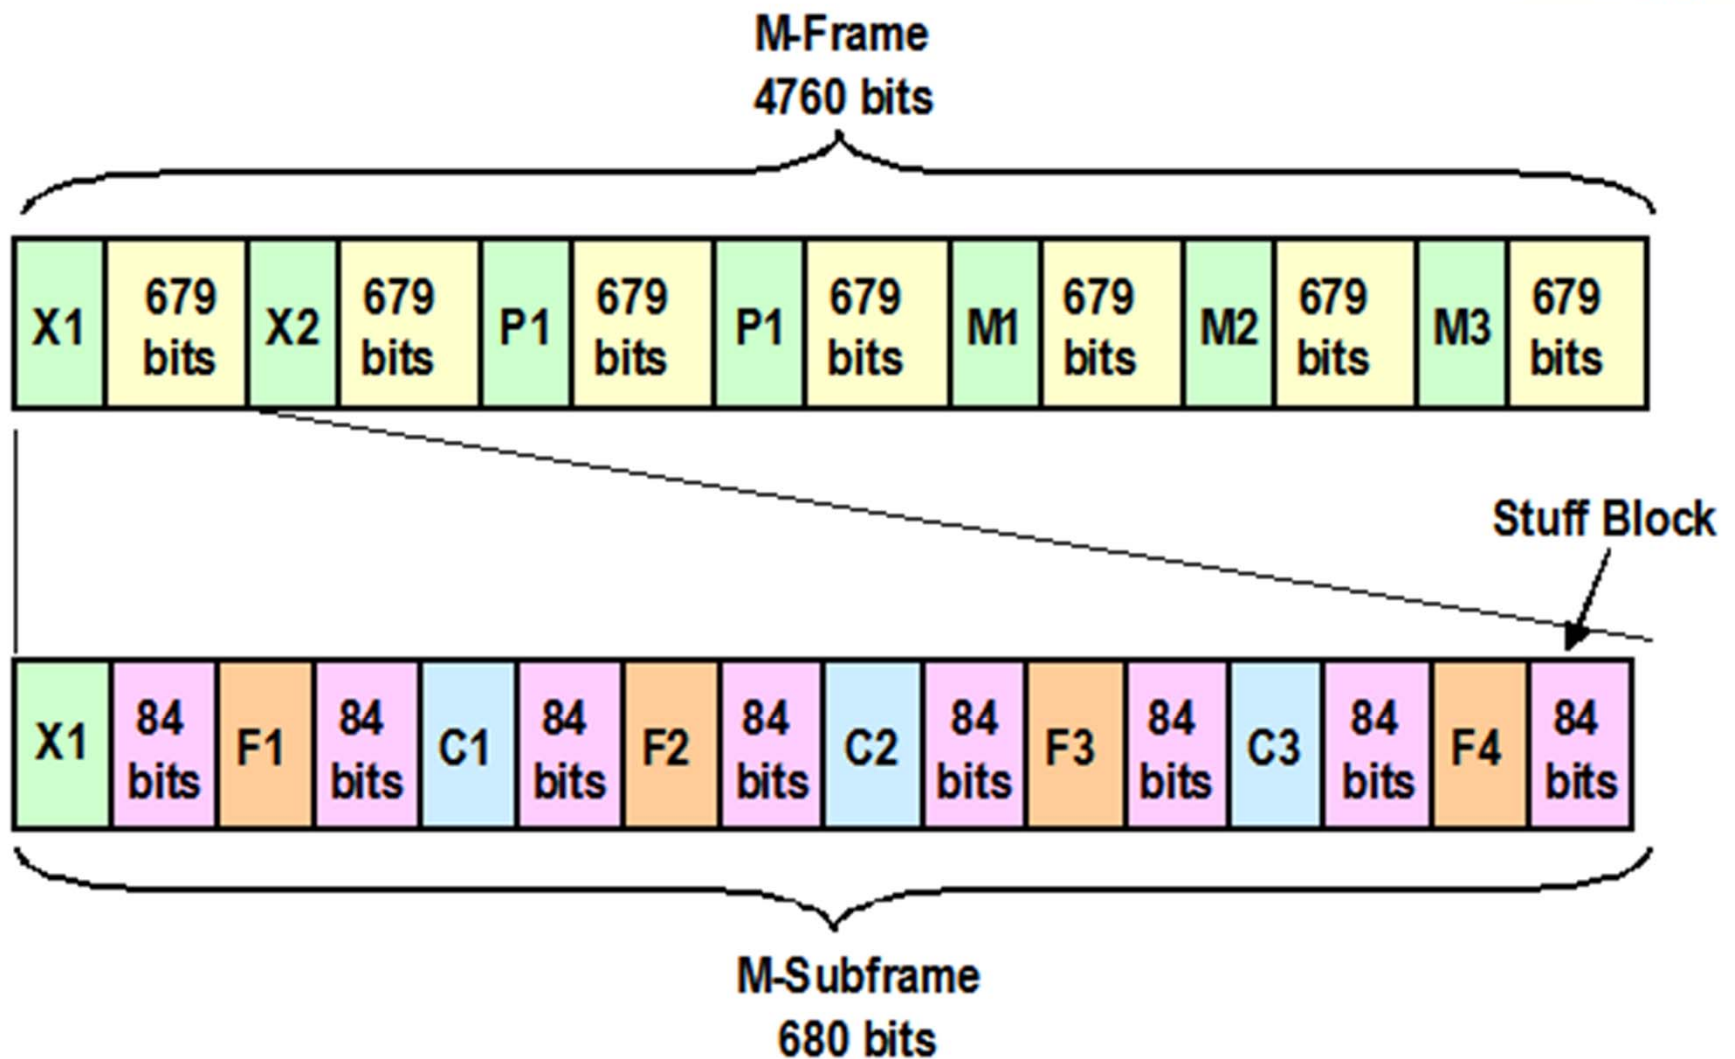 M-Frame
4760 bits
X1
679
bits
X2
679
bits
P1
679
bits
P1
679
bits
M1
679
bits
M2
679
bits
M3
679
bits
Stuff Block
X1
84
bits
F1
84
bits
C1
84
bits
F2
84
bits
C2
84
bits
F3
84
bits
C3
84
bits
F4
84
bits
M-Subframe
680 bits